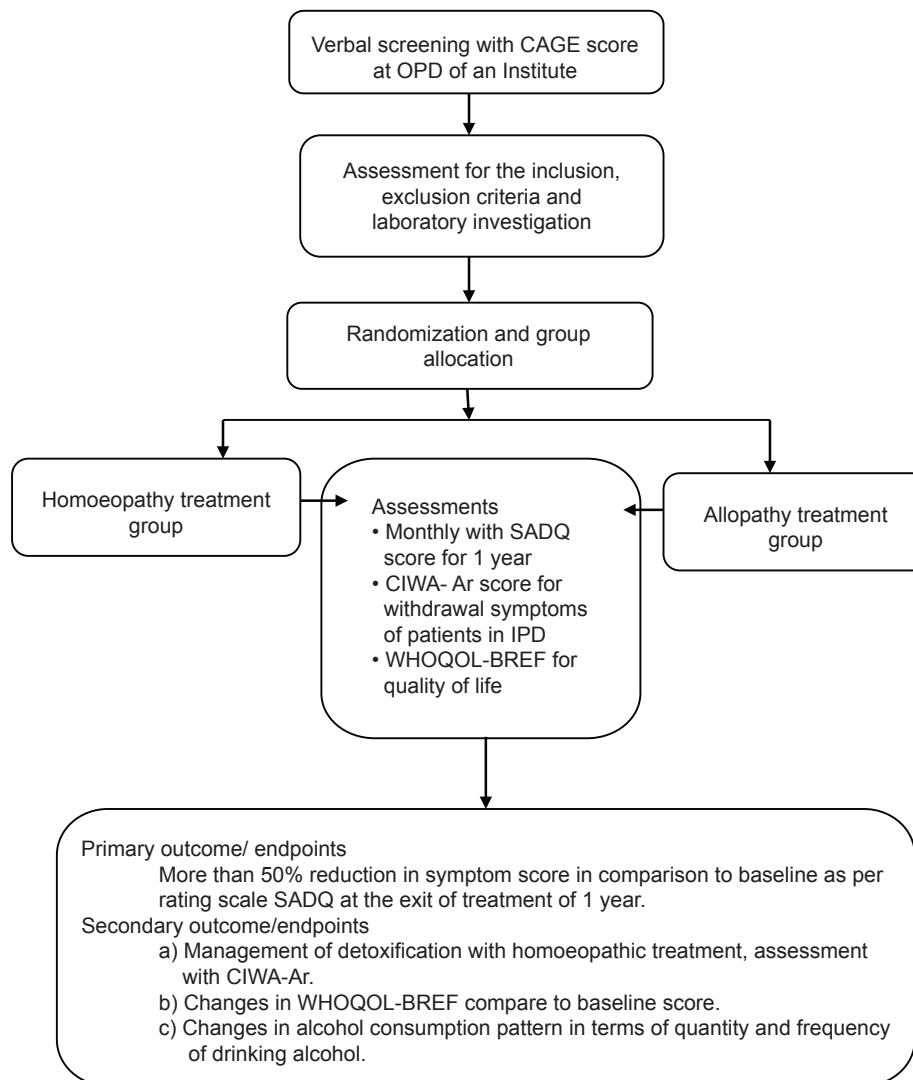 Verbal screening with CAGE score
at OPD of an Institute
Assessment for the inclusion,
exclusion criteria and
laboratory investigation
Randomization and group
allocation
Homoeopathy treatment
group
Assessments
• Monthly with SADQ
score for 1 year
• CIWA- Ar score for
withdrawal symptoms
of patients in IPD
• WHOQOL-BREF for
quality of life
Allopathy treatment
group
Primary outcome/ endpoints
More than 50% reduction in symptom score in comparison to baseline as per
rating scale SADQ at the exit of treatment of 1 year.
Secondary outcome/endpoints
a) Management of detoxification with homoeopathic treatment, assessment
with CIWA-Ar.
b) Changes in WHOQOL-BREF compare to baseline score.
c) Changes in alcohol consumption pattern in terms of quantity and frequency
of drinking alcohol.